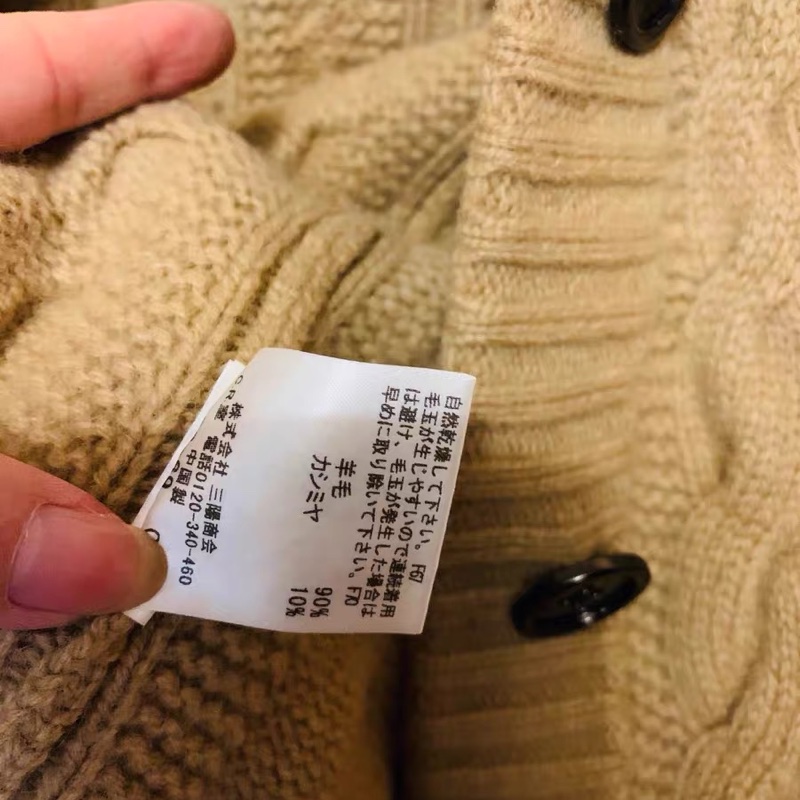 自然乾燥して下さい。F67
毛玉が生じやすいので連続着用
は避け、毛玉が発生した場合は
早めに取り除いて下さい。F70
羊毛 90%
カシミヤ 10%
株式会社 三陽商会
電話0120-340-460
中国製